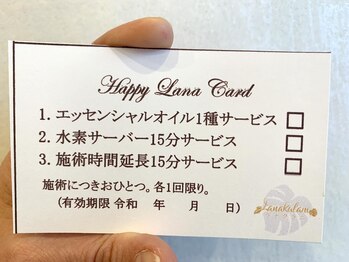 Happy Lana Card
1. エッセンシャルオイル1種サービス □
2. 水素サーバー15分サービス □
3. 施術時間延長15分サービス □
施術につきおひとつ。各1回限り。
(有効期限 令和　年　月　日)
Lanakulani